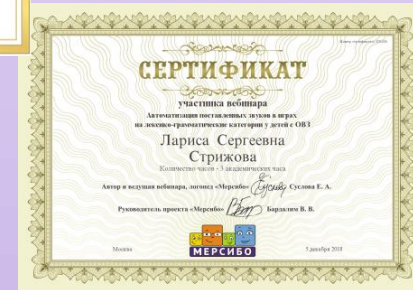 СЕРТИФИКАТ
участника вебинара
Автоматизация поставленных звуков в играх
на лексико-грамматические категории у детей с ОВЗ
Лариса Сергеевна
Стрижова
Количество часов - 3 академических часа
Автор и ведущая вебинара, логопед «Мерсибо» Суслова Е. А.
Руководитель проекта «Мерсибо» Бардалим В. В.
Москва
МЕРСИБО
5 декабря 2018